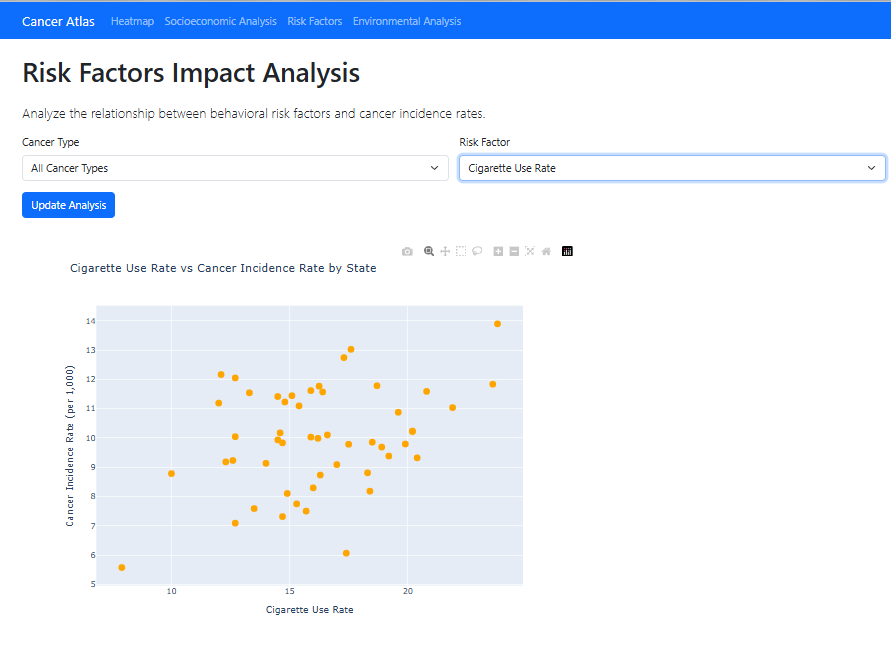 Cancer Atlas Heatmap Socioeconomic Analysis Risk Factors Environmental Analysis
Risk Factors Impact Analysis
Analyze the relationship between behavioral risk factors and cancer incidence rates.
Cancer Type Risk Factor
All Cancer Types Cigarette Use Rate
Update Analysis
Cigarette Use Rate vs Cancer Incidence Rate by State
Cancer Incidence Rate (per 1,000)
14
13
12
11
10
9
8
7
6
5
10 15 20
Cigarette Use Rate